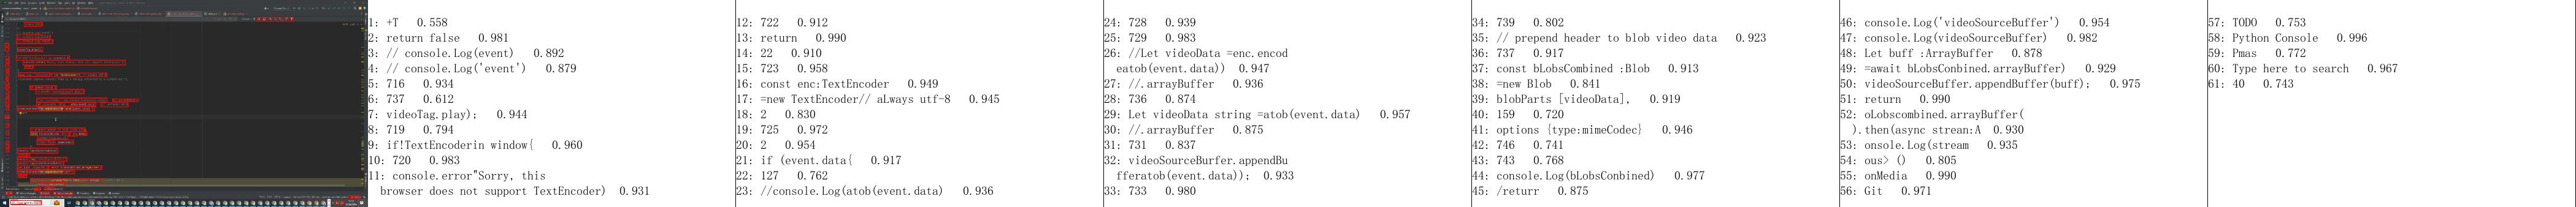 1: +T 0.558
2: return false 0.981
3: // console.Log(event) 0.892
4: // console.Log('event') 0.879
5: 716 0.934
6: 737 0.612
7: videoTag.play); 0.944
8: 719 0.794
9: if!TextEncoderin window{ 0.960
10: 720 0.983
11: console.error"Sorry, this
browser does not support TextEncoder) 0.931
12: 722 0.912
13: return 0.990
14: 22 0.910
15: 723 0.958
16: const enc:TextEncoder 0.949
17: =new TextEncoder// aLways utf-8 0.945
18: 2 0.830
19: 725 0.972
20: 2 0.954
21: if (event.data{ 0.917
22: 127 0.762
23: //console.Log(atob(event.data) 0.936
24: 728 0.939
25: 729 0.983
26: //Let videoData =enc.encod
eatob(event.data)) 0.947
27: //.arrayBuffer 0.936
28: 736 0.874
29: Let videoData string =atob(event.data) 0.957
30: //.arrayBuffer 0.875
31: 731 0.837
32: videoSourceBurfer.appendBu
fferatob(event.data)); 0.933
33: 733 0.980
34: 739 0.802
35: // prepend header to blob video data 0.923
36: 737 0.917
37: const bLobsCombined :Blob 0.913
38: =new Blob 0.841
39: blobParts [videoData], 0.919
40: 159 0.720
41: options {type:mimeCodec} 0.946
42: 746 0.741
43: 743 0.768
44: console.Log(bLobsConbined) 0.977
45: /return 0.875
46: console.Log('videoSourceBuffer') 0.954
47: console.Log(videoSourceBuffer) 0.982
48: Let buff :ArrayBuffer 0.878
49: =await bLobsConbined.arrayBuffer) 0.929
50: videoSourceBuffer.appendBuffer(buff); 0.975
51: return 0.990
52: oLobscombined.arrayBuffer(
).then(async strean:A 0.930
53: onsole.Log(stream 0.935
54: ous> () 0.805
55: onMedia 0.990
56: Git 0.971
57: TODO 0.753
58: Python Console 0.996
59: Pmas 0.772
60: Type here to search 0.967
61: 40 0.743